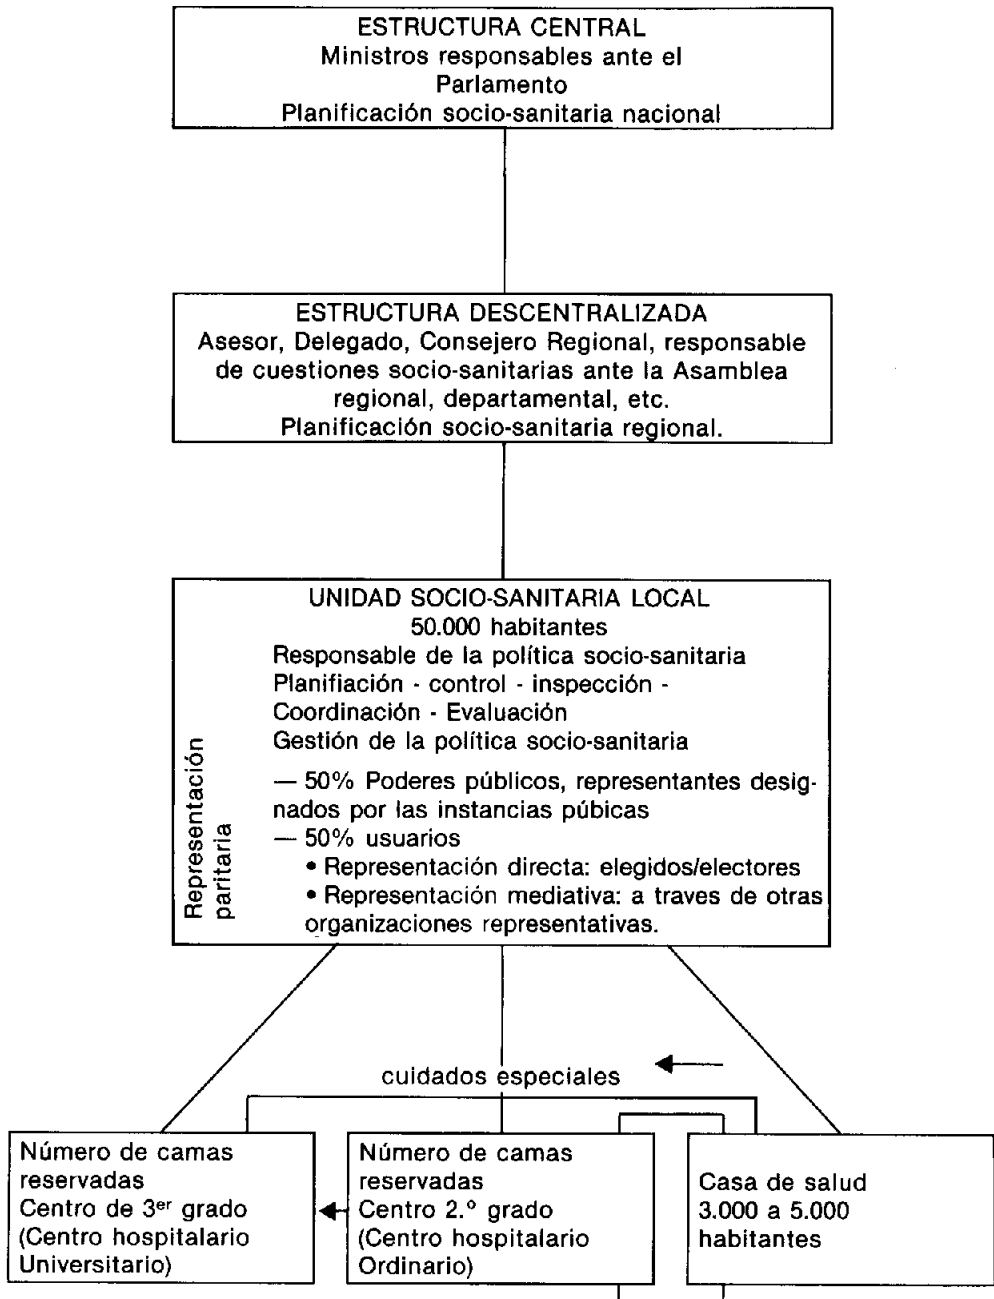 ESTRUCTURA CENTRAL
Ministros responsables ante el
Parlamento
Planificación socio-sanitaria nacional
ESTRUCTURA DESCENTRALIZADA
Asesor, Delegado, Consejero Regional, responsable
de cuestiones socio-sanitarias ante la Asamblea
regional, departamental, etc.
Planificación socio-sanitaria regional.
UNIDAD SOCIO-SANITARIA LOCAL
50.000 habitantes
Responsable de la política socio-sanitaria
Planifiación - control - inspección -
Coordinación - Evaluación
Gestión de la política socio-sanitaria
Representación
paritaria
— 50% Poderes públicos, representantes desig-
nados por las instancias púbicas
— 50% usuarios
• Representación directa: elegidos/electores
• Representación mediativa: a traves de otras
organizaciones representativas.
cuidados especiales
Número de camas
reservadas
Centro de 3er grado
(Centro hospitalario
Universitario)
Número de camas
reservadas
Centro 2.º grado
(Centro hospitalario
Ordinario)
Casa de salud
3.000 a 5.000
habitantes